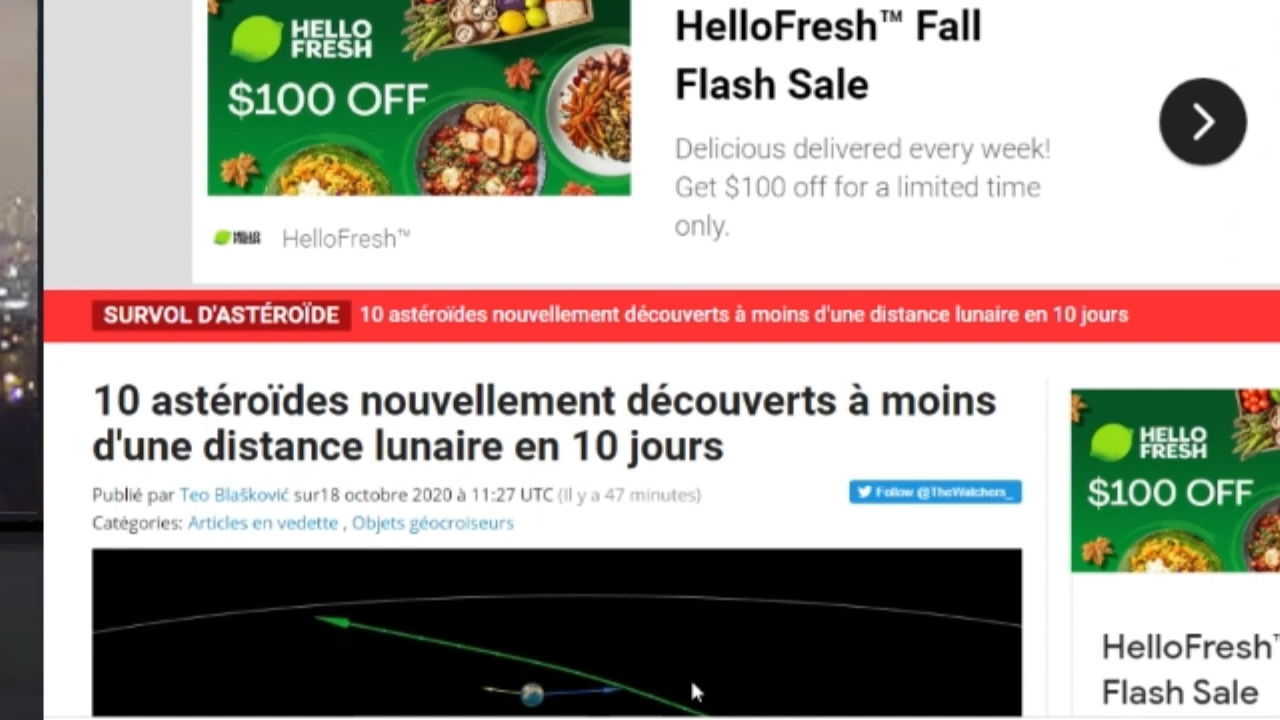 HELLO
FRESH
$100 OFF
HelloFresh™ Fall
Flash Sale
Delicious delivered every week!
Get $100 off for a limited time
only.
HelloFresh™
SURVOL D'ASTÉROÏDE 10 astéroïdes nouvellement découverts à moins d'une distance lunaire en 10 jours
10 astéroïdes nouvellement découverts à moins
d'une distance lunaire en 10 jours
Publié par Teo Blašković sur18 octobre 2020 à 11:27 UTC (Il y a 47 minutes)
Follow @TheWatchers_
Catégories: Articles en vedette , Objets géocroiseurs
HELLO
FRESH
$100 OFF
HelloFresh™
Flash Sale